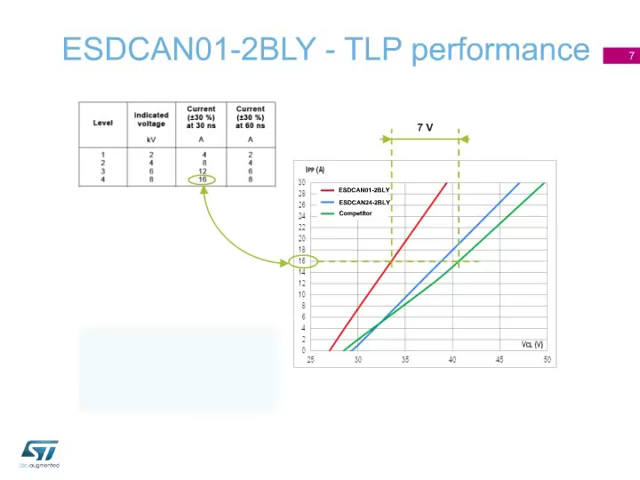 ESDCAN01-2BLY - TLP performance
7
Level Indicated voltage Current (±30 %) at 30 ns Current (±30 %) at 60 ns
kV A A
1 2 4 2
2 4 8 4
3 6 12 6
4 8 16 8
7 V
IPP (A)
30
28
26
24
22
20
18
16
14
12
10
8
6
4
2
0
ESDCAN01-2BLY
ESDCAN24-2BLY
Competitor
VCL (V)
25 30 35 40 45 50
ST
life.augmented